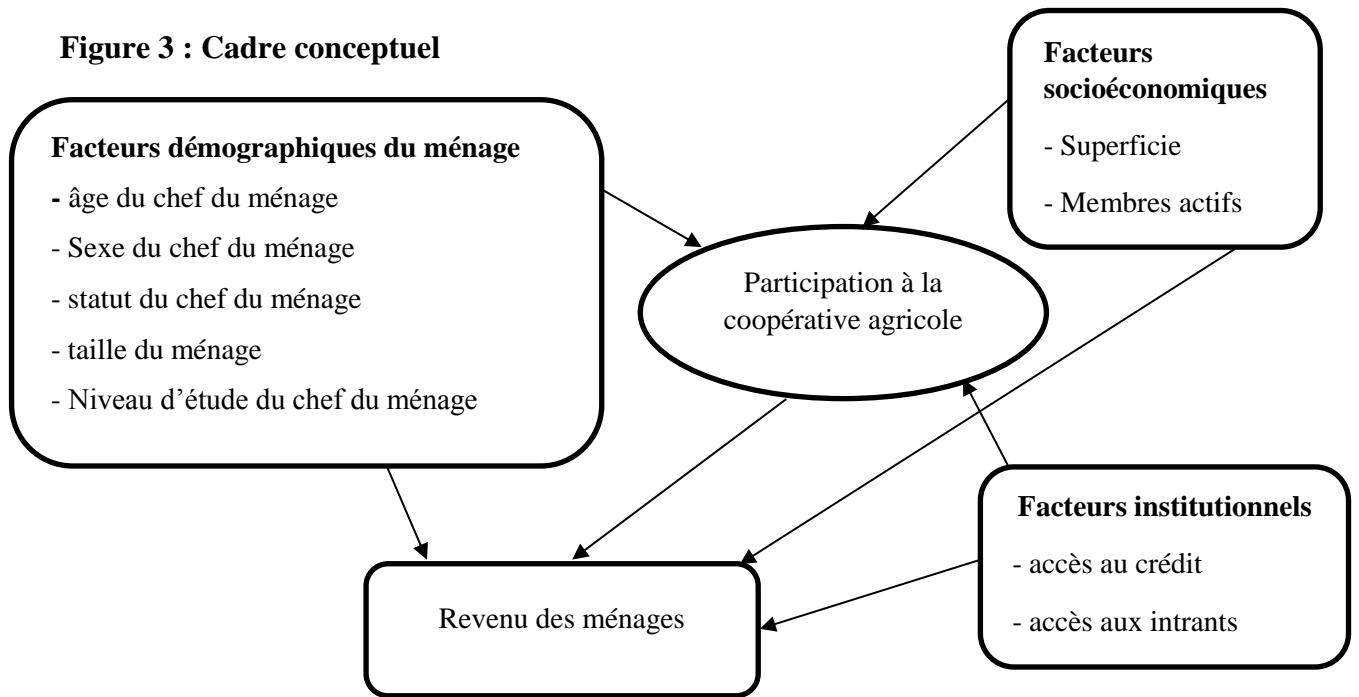 Figure 3 : Cadre conceptuel
Facteurs démographiques du ménage
- âge du chef du ménage
- Sexe du chef du ménage
- statut du chef du ménage
- taille du ménage
- Niveau d’étude du chef du ménage
Facteurs
socioéconomiques
- Superficie
- Membres actifs
Participation à la
coopérative agricole
Facteurs institutionnels
- accès au crédit
- accès aux intrants
Revenu des ménages